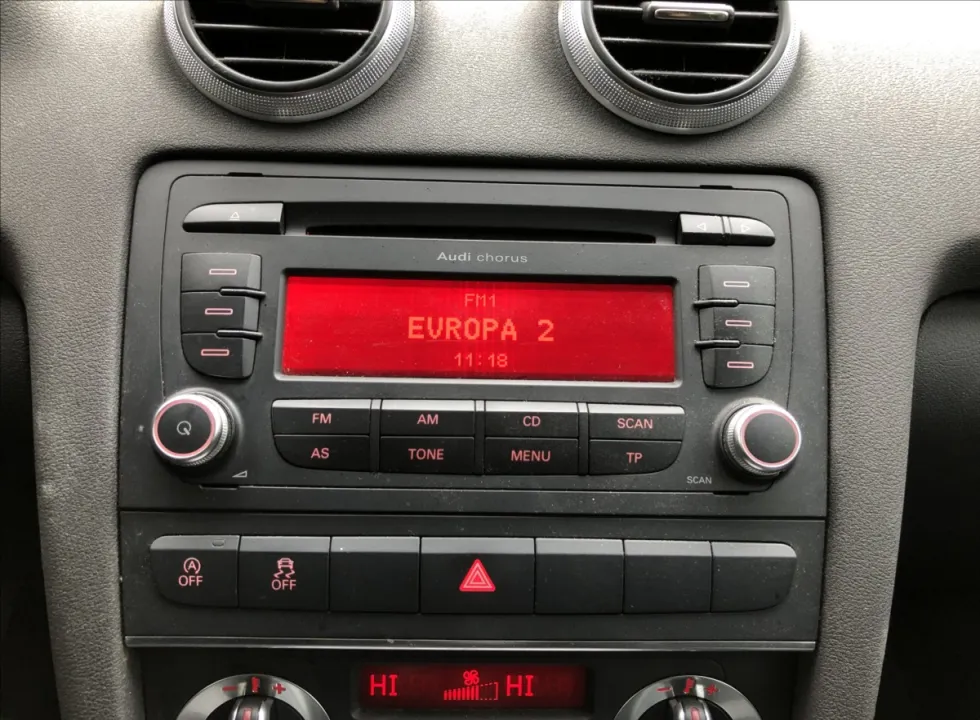 Audi chorus
FM1
EVROPA 2
11:18
FM AM CD SCAN
AS TONE MENU TP
SCAN
A
OFF OFF
HI HI